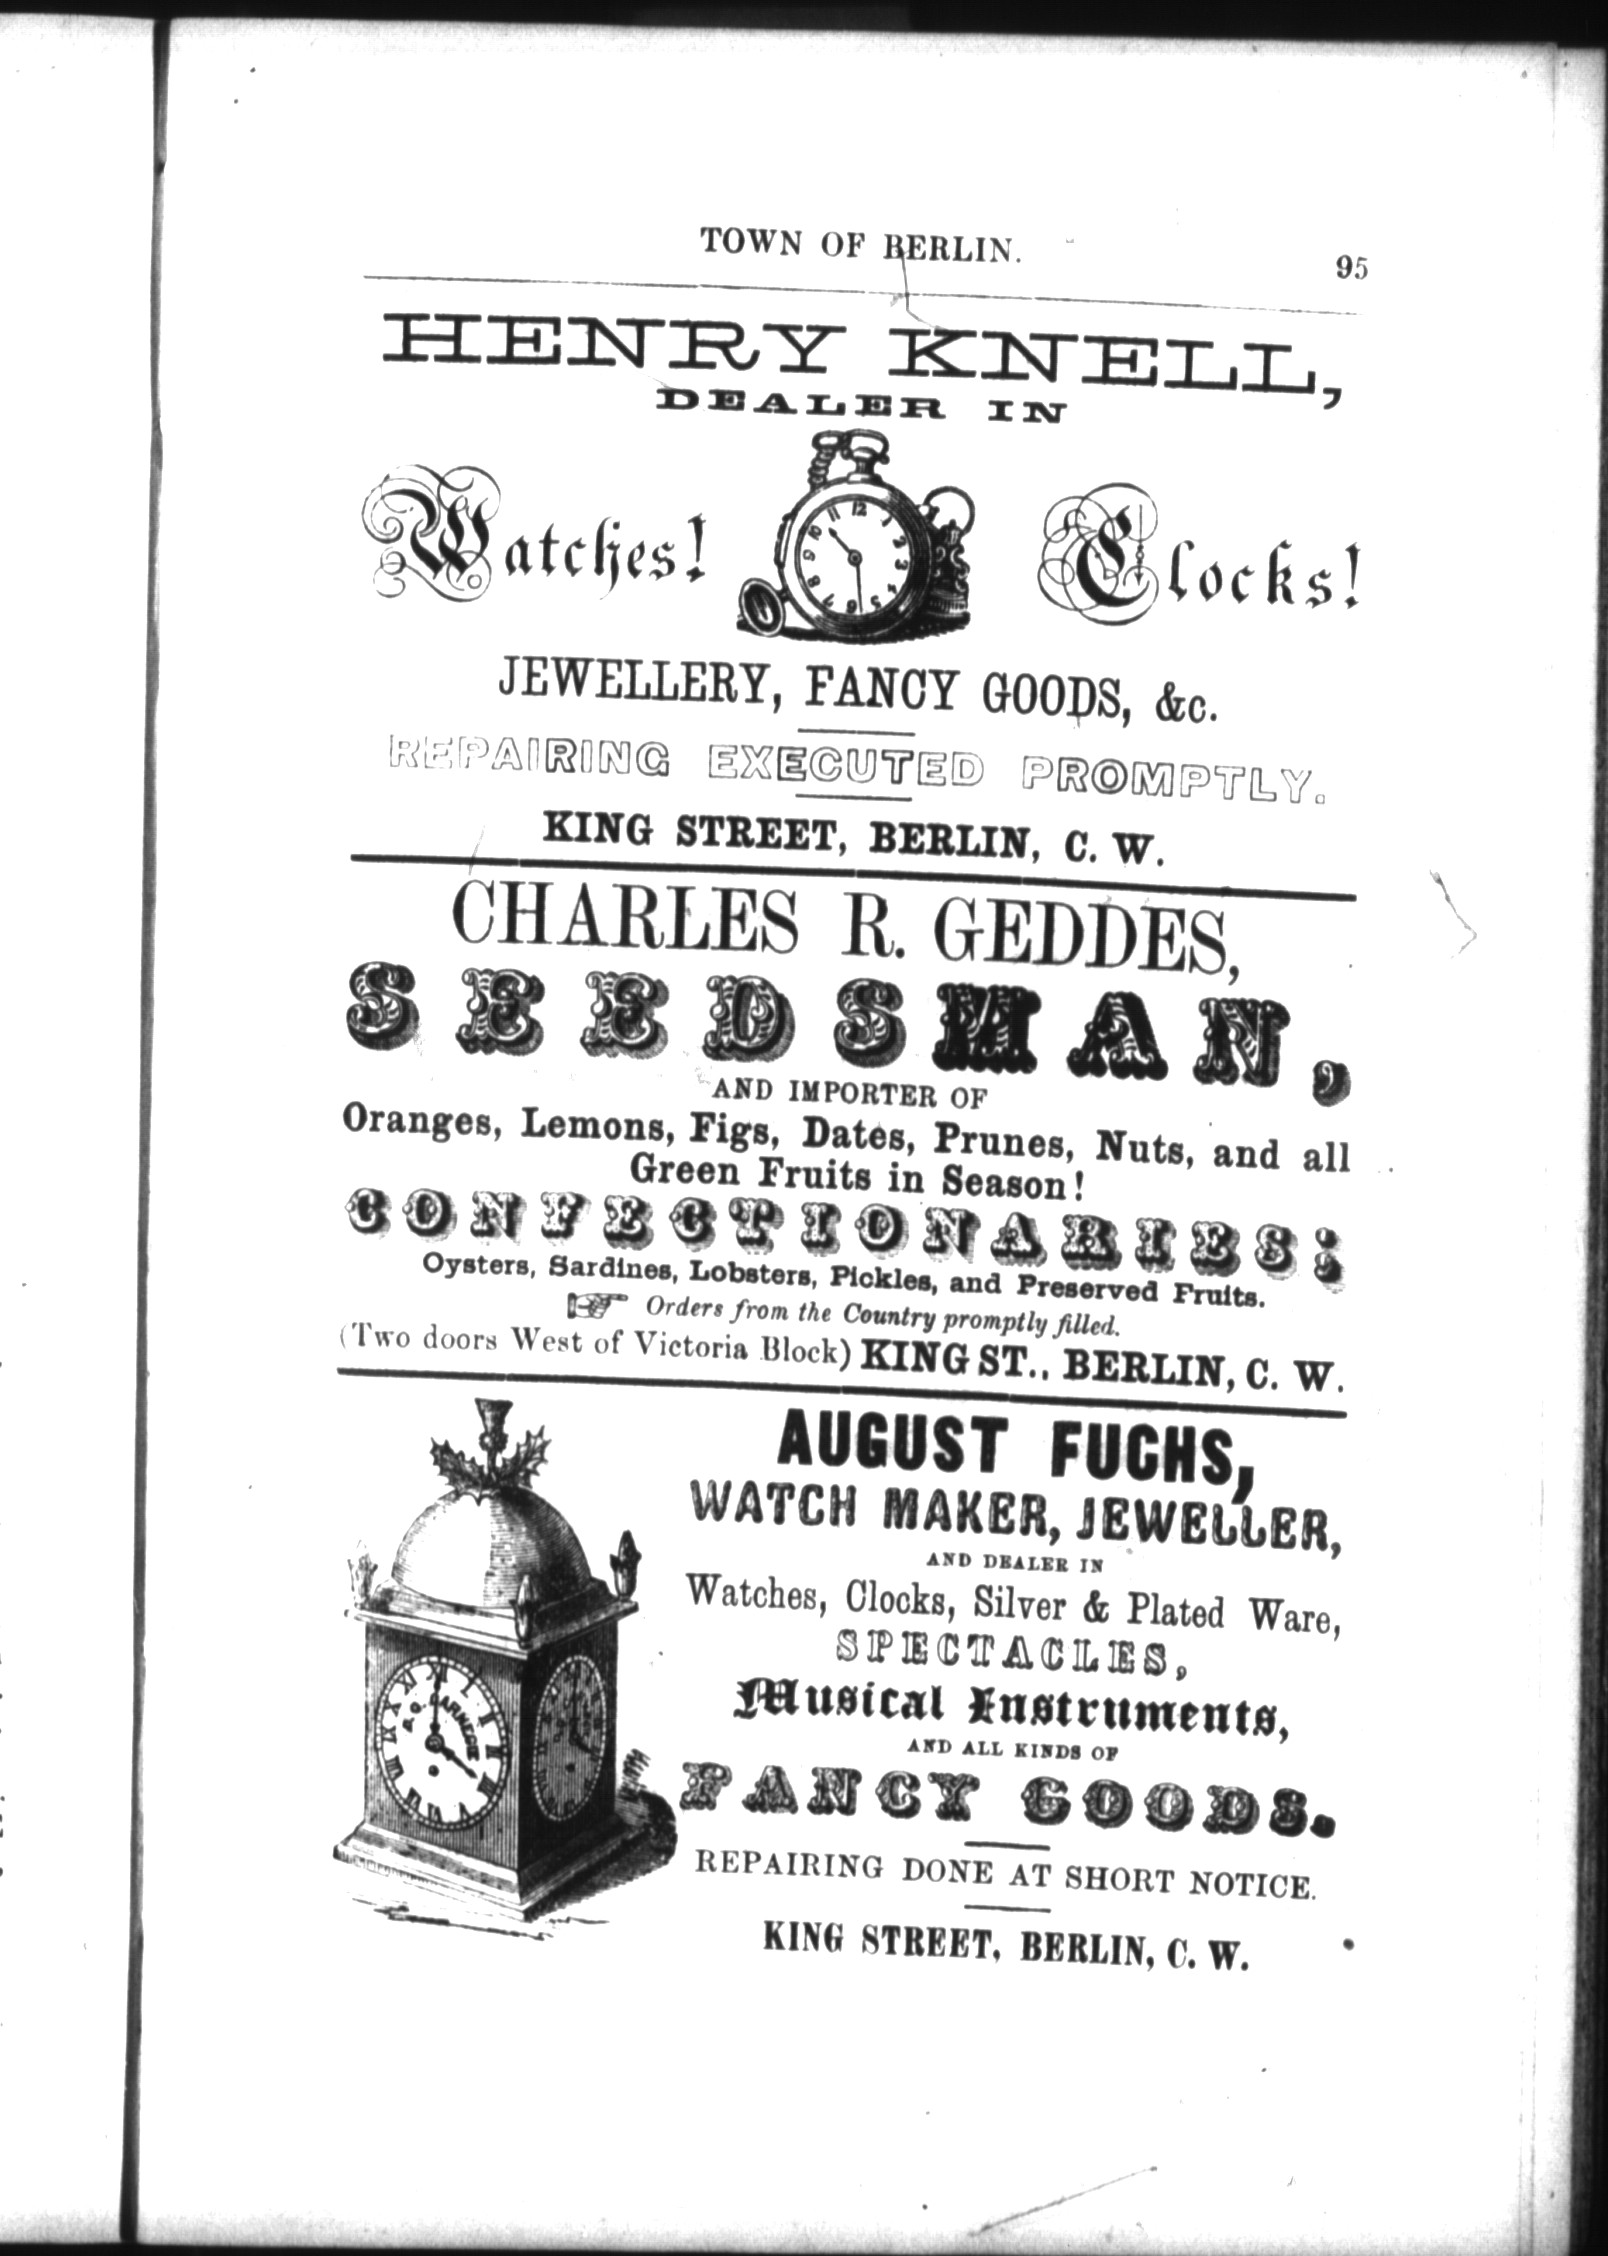 TOWN OF BERLIN.
95
HENRY KNELL,
DEALER IN
Watches! Clocks!
JEWELLERY, FANCY GOODS, &c.
REPAIRING EXECUTED PROMPTLY.
KING STREET, BERLIN, C. W.
CHARLES R. GEDDES,
SEEDSMAN,
AND IMPORTER OF
Oranges, Lemons, Figs, Dates, Prunes, Nuts, and all
Green Fruits in Season!
CONFECTIONARIES;
Oysters, Sardines, Lobsters, Pickles, and Preserved Fruits.
☞ Orders from the Country promptly filled.
(Two doors West of Victoria Block) KING ST., BERLIN, C. W.
AUGUST FUCHS,
WATCH MAKER, JEWELLER,
AND DEALER IN
Watches, Clocks, Silver & Plated Ware,
SPECTACLES,
Musical Instruments,
AND ALL KINDS OF
FANCY GOODS.
REPAIRING DONE AT SHORT NOTICE.
KING STREET, BERLIN, C. W.
CARNEGIE